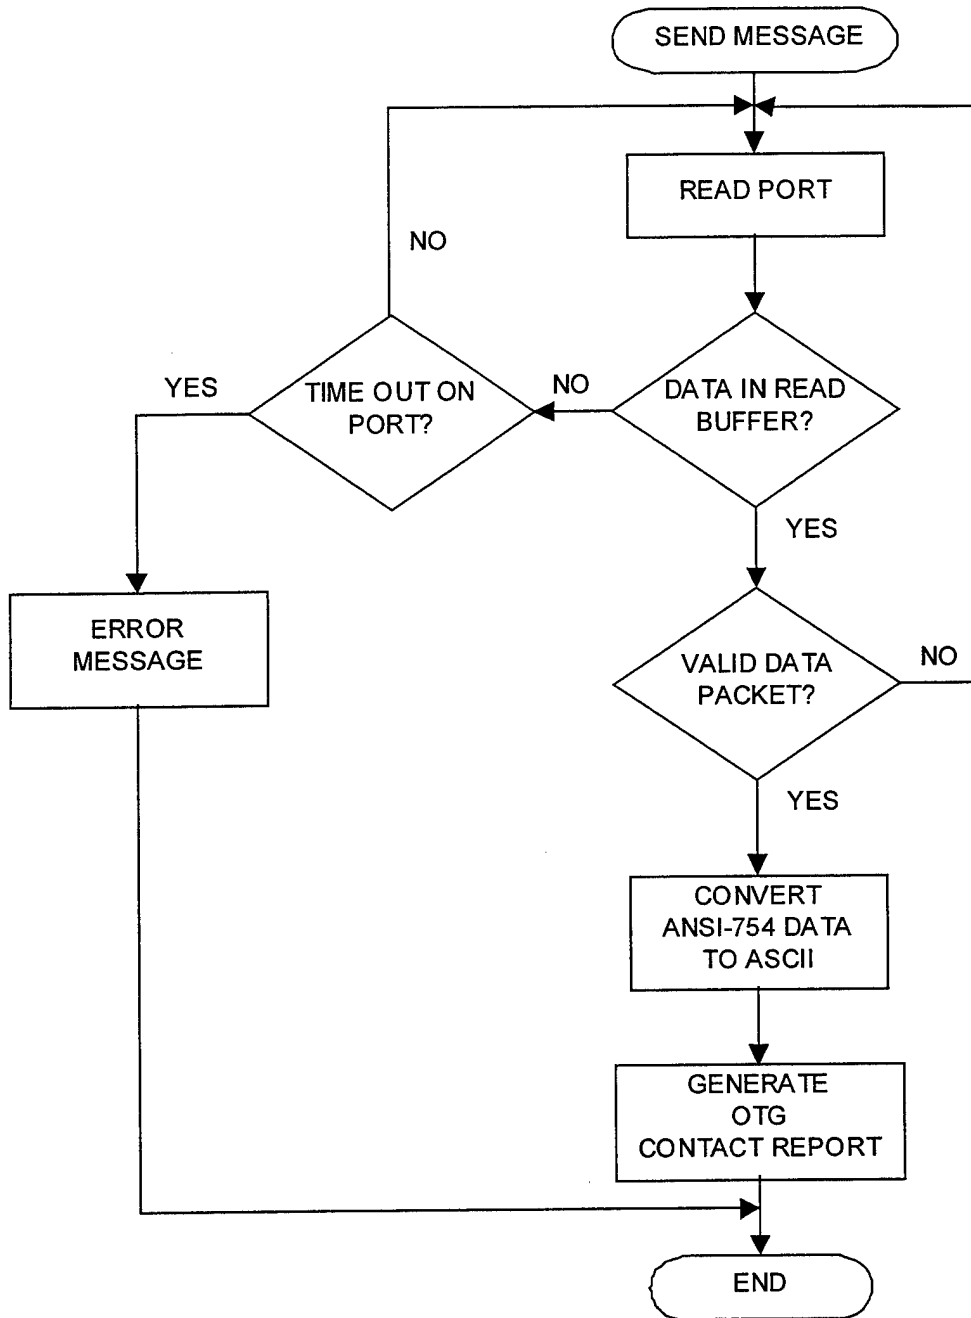 SEND MESSAGE
READ PORT
NO
YES
TIME OUT ON
PORT?
NO
DATA IN READ
BUFFER?
YES
ERROR
MESSAGE
VALID DATA
PACKET?
NO
YES
CONVERT
ANSI-754 DATA
TO ASCII
GENERATE
OTG
CONTACT REPORT
END